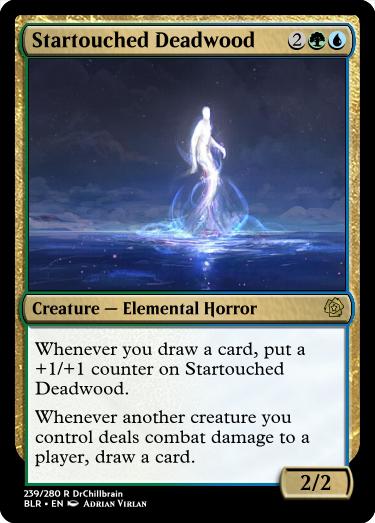 Startouched Deadwood 2
Creature — Elemental Horror
Whenever you draw a card, put a
+1/+1 counter on Startouched
Deadwood.
Whenever another creature you
control deals combat damage to a
player, draw a card.
2/2
239/280 R DrChillbrain
BLR • EN Adrian Virlan